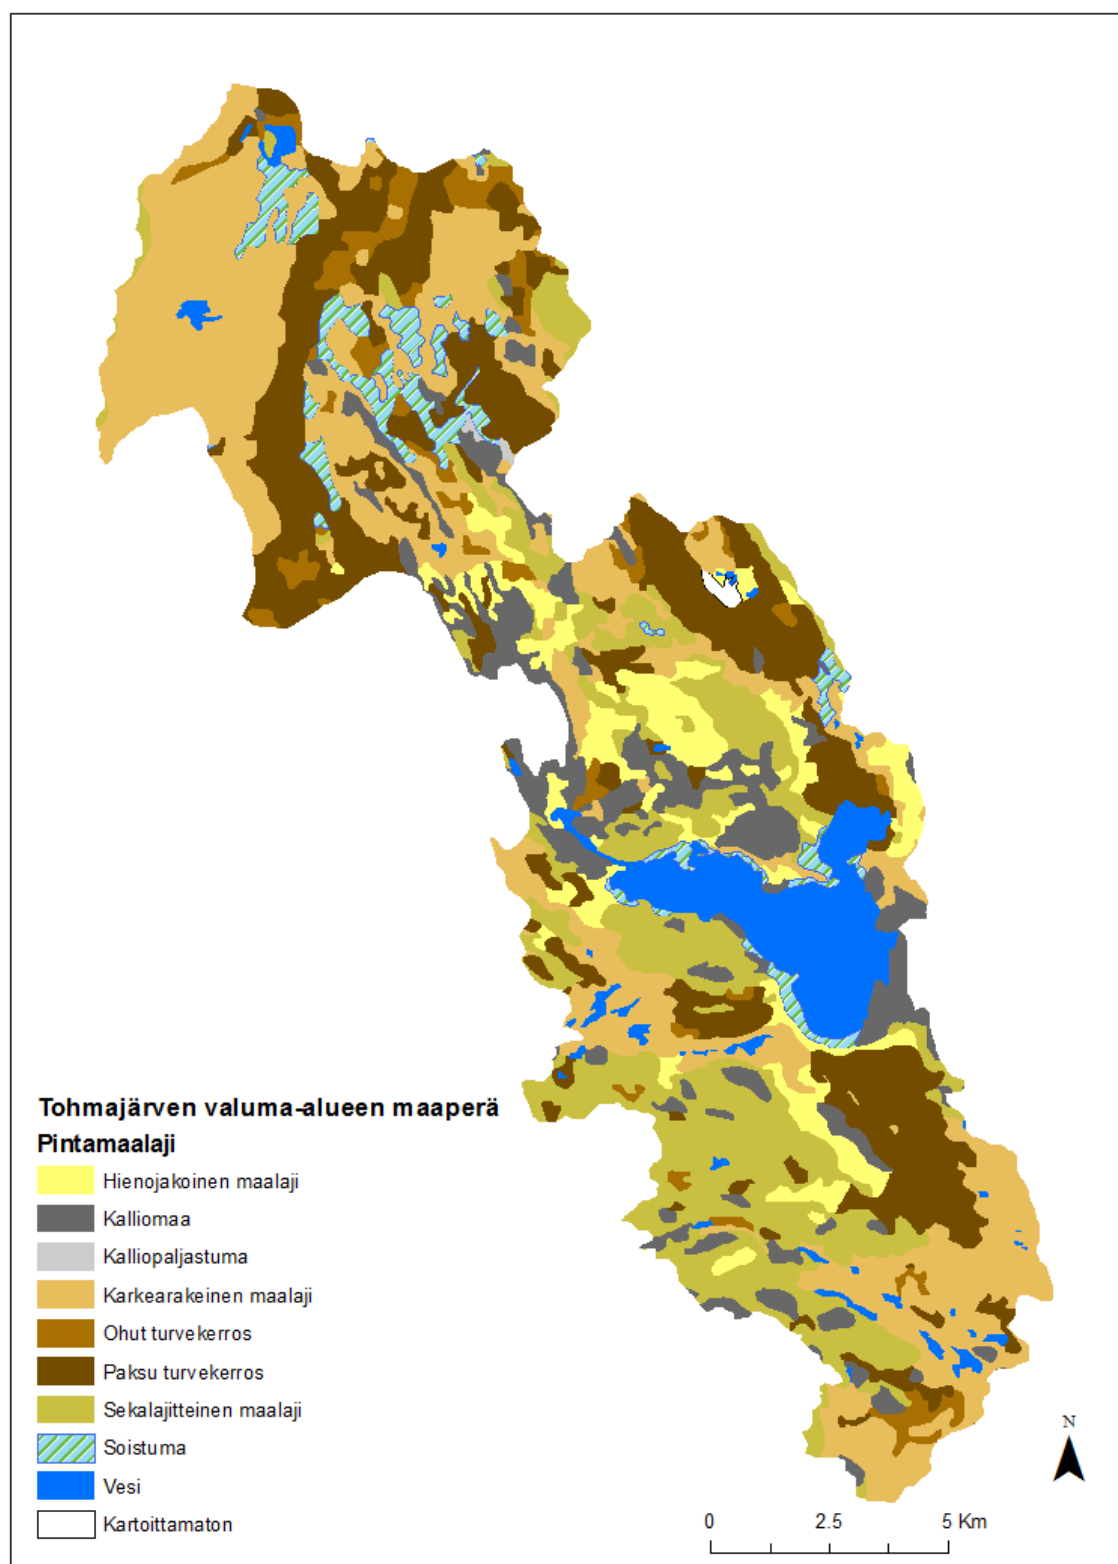 Tohmajärven valuma-alueen maaperä
Pintamaalaji
Hienojakoinen maalaji
Kalliomaa
Kalliopaljastuma
Karkearakeinen maalaji
Ohut turvekerros
Paksu turvekerros
Sekalajitteinen maalaji
Soistuma
Vesi
Kartoittamaton
N
0 2.5 5 Km